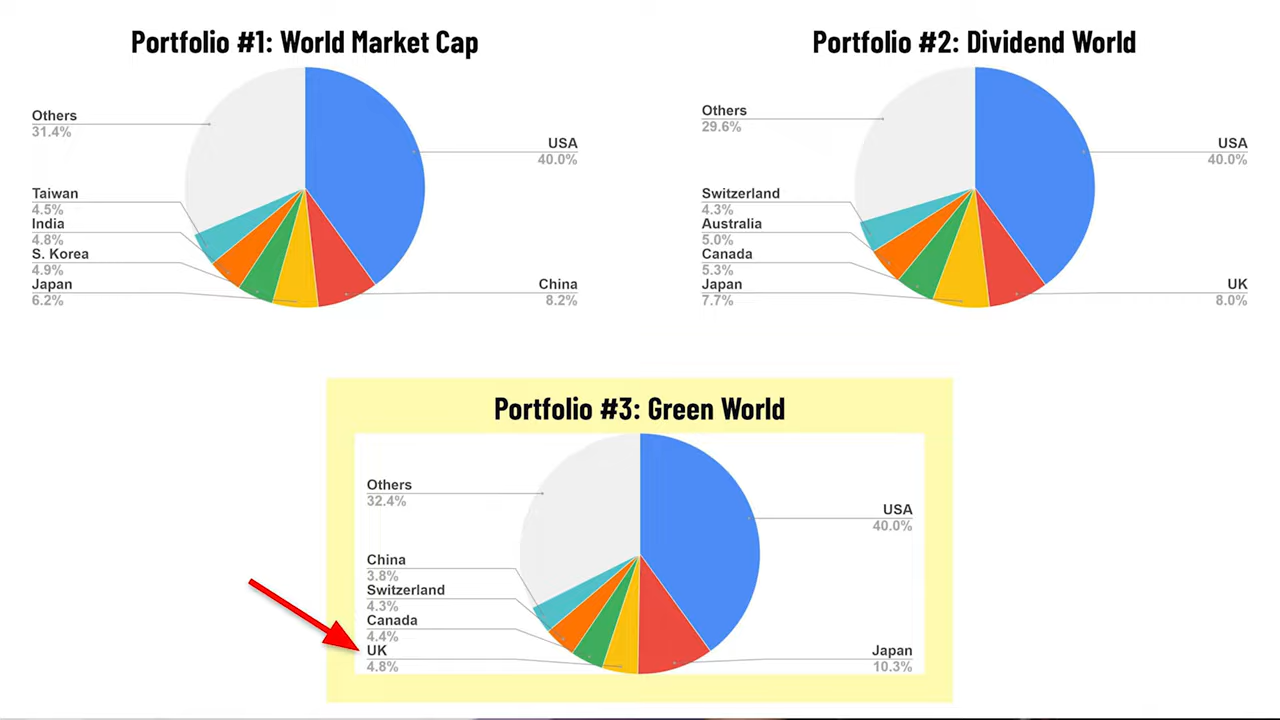 Portfolio #1: World Market Cap
Others
31.4%
USA
40.0%
Taiwan
4.5%
India
4.8%
S. Korea
4.9%
Japan
6.2%
China
8.2%
Portfolio #2: Dividend World
Others
29.6%
USA
40.0%
Switzerland
4.3%
Australia
5.0%
Canada
5.3%
Japan
7.7%
UK
8.0%
Portfolio #3: Green World
Others
32.4%
USA
40.0%
China
3.8%
Switzerland
4.3%
Canada
4.4%
UK
4.8%
Japan
10.3%